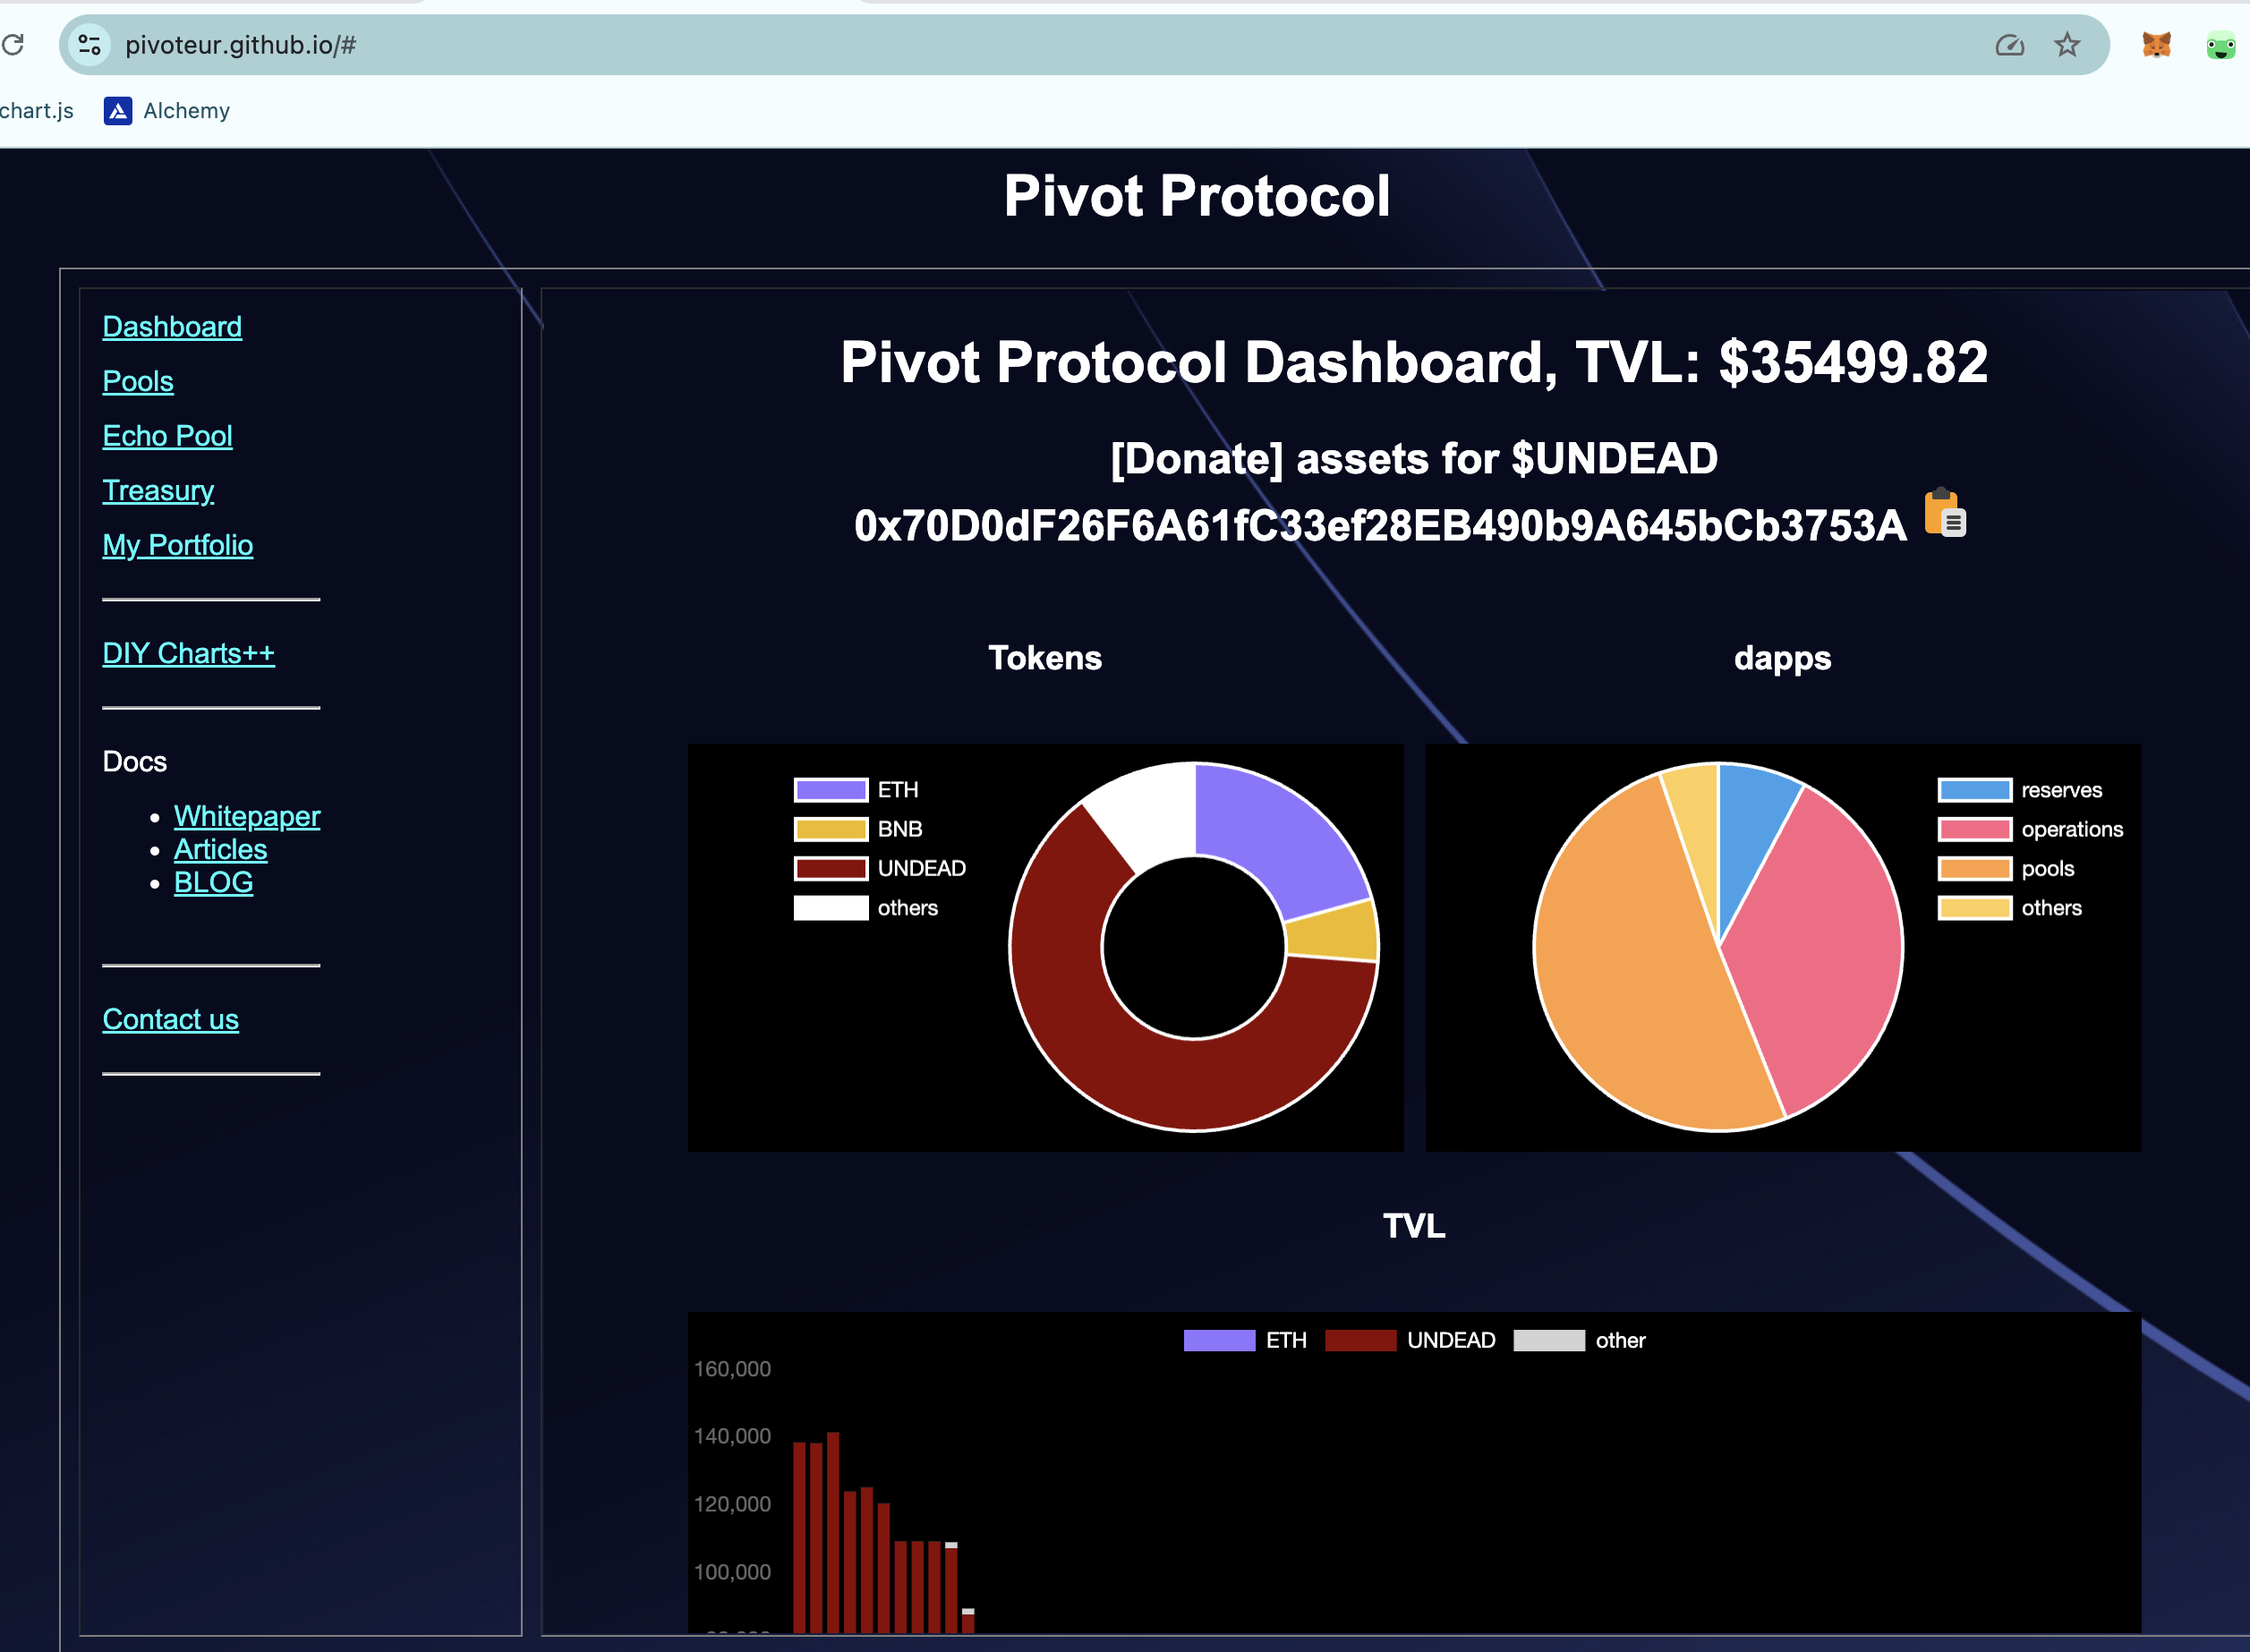 pivoteur.github.io/#
chart.js
Alchemy
Pivot Protocol
Dashboard
Pools
Echo Pool
Treasury
My Portfolio
DIY Charts++
Docs
Whitepaper
Articles
BLOG
Contact us
Pivot Protocol Dashboard, TVL: $35499.82
[Donate] assets for $UNDEAD
0x70D0dF26F6A61fC33ef28EB490b9A645bCb3753A
Tokens
ETH
BNB
UNDEAD
others
dapps
reserves
operations
pools
others
TVL
ETH
UNDEAD
other
160,000
140,000
120,000
100,000